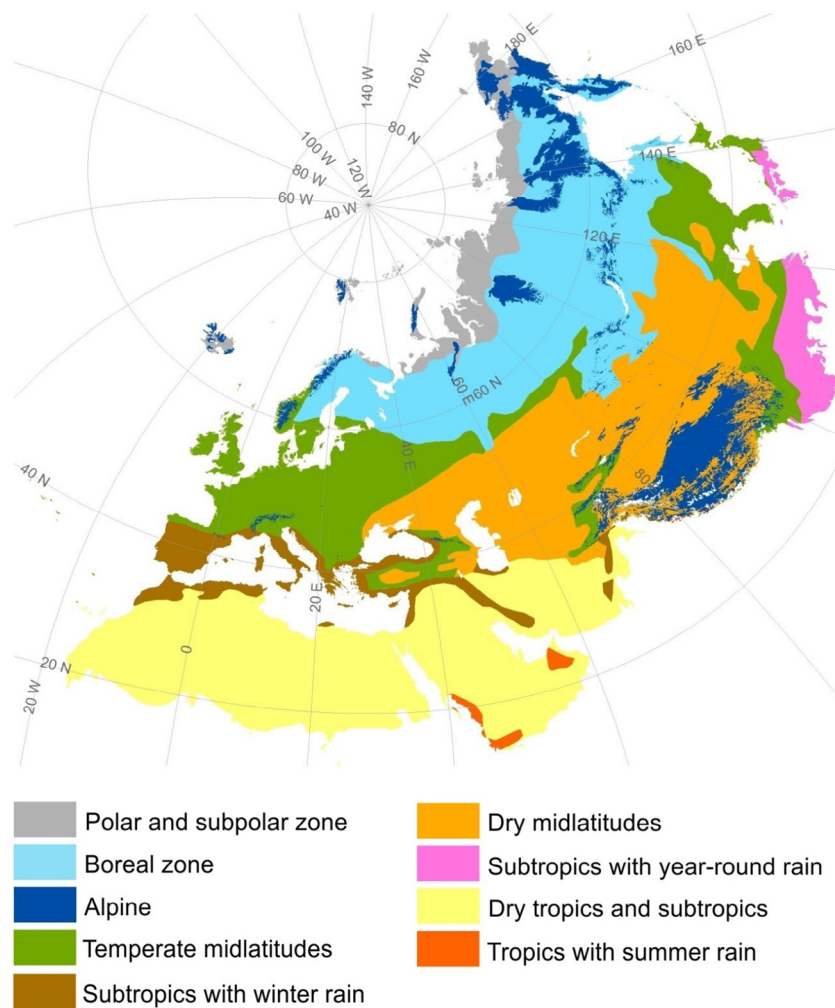 180 E
160 E
160 W
140 W
80 N
100 W
120 W
140 E
80 W
60 W
40 W
120 E
60 N
60 E
40 E
40 N
80
20 E
0
20 N
20 W
Polar and subpolar zone
Boreal zone
Alpine
Temperate midlatitudes
Subtropics with winter rain
Dry midlatitudes
Subtropics with year-round rain
Dry tropics and subtropics
Tropics with summer rain